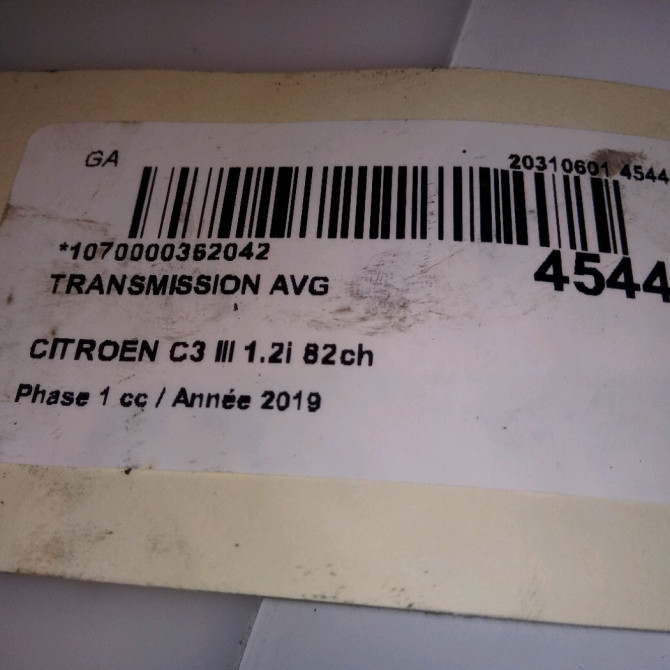 GA
20310601 4544
*1070000362042
4544
TRANSMISSION AVG
CITROEN C3 III 1.2i 82ch
Phase 1 cc / Année 2019